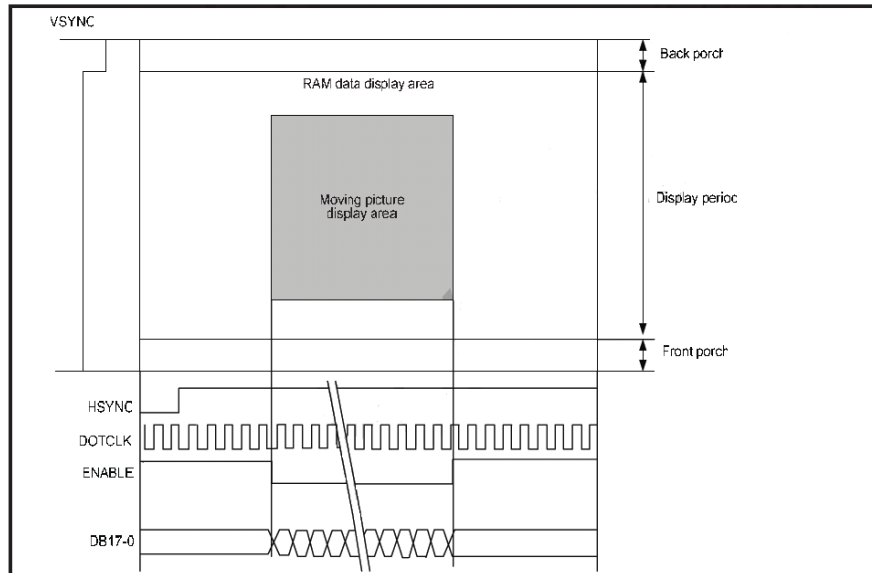 VSYNC
Back porch
RAM data display area
Moving picture
display area
Display period
Front porch
HSYNC
DOTCLK
ENABLE
DB17-0